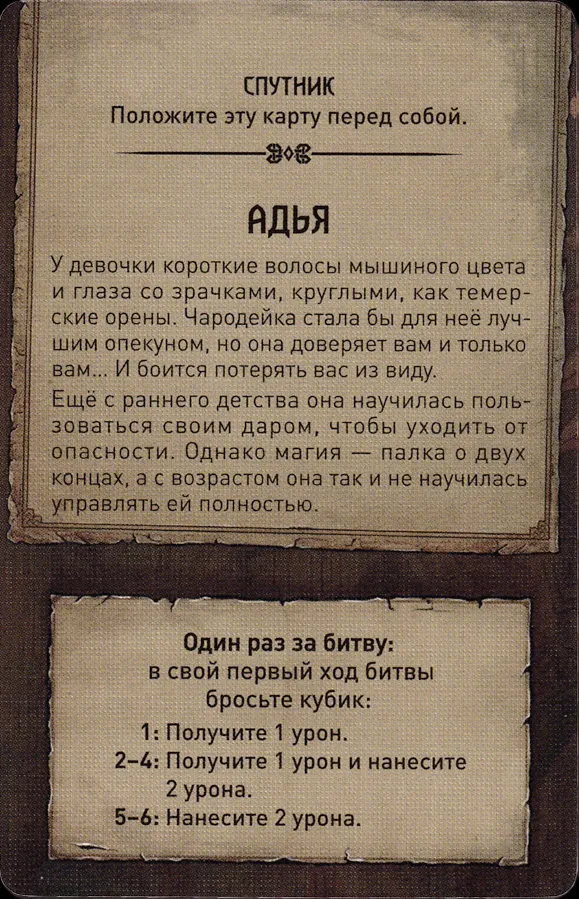 СПУТНИК
Положите эту карту перед собой.
АДЬЯ
У девочки короткие волосы мышиного цвета
и глаза со зрачками, круглыми, как темер-
ские орены. Чародейка стала бы для неё луч-
шим опекуном, но она доверяет вам и только
вам... И боится потерять вас из виду.
Ещё с раннего детства она научилась поль-
зоваться своим даром, чтобы уходить от
опасности. Однако магия — палка о двух
концах, а с возрастом она так и не научилась
управлять ей полностью.
Один раз за битву:
в свой первый ход битвы
бросьте кубик:
1: Получите 1 урон.
2–4: Получите 1 урон и нанесите
2 урона.
5–6: Нанесите 2 урона.